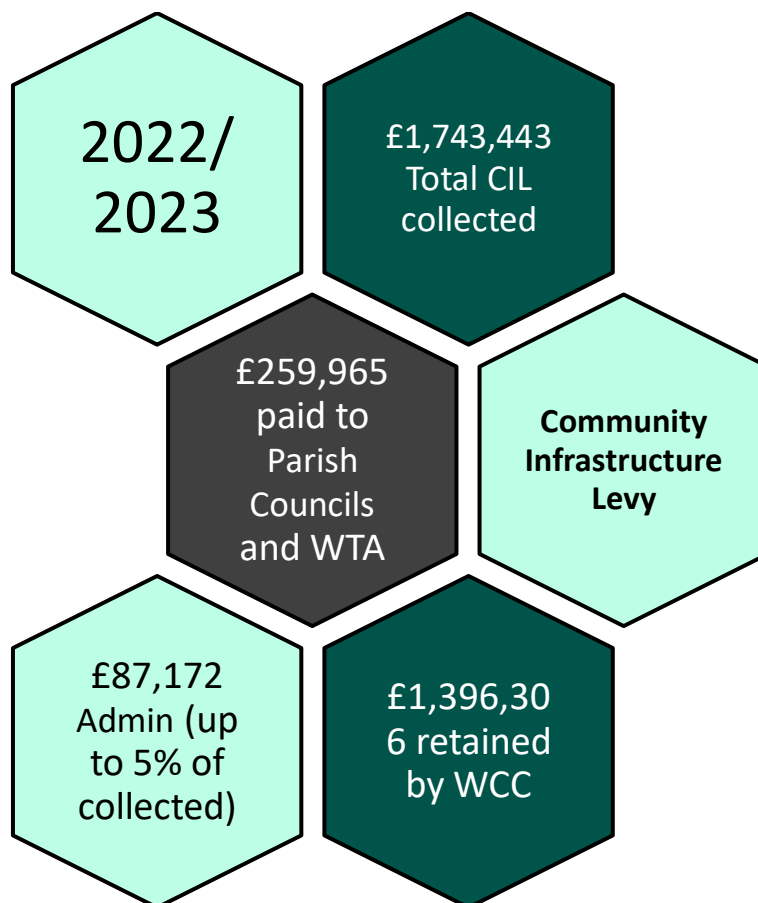 2022/
2023
£1,743,443
Total CIL
collected
£259,965
paid to
Parish
Councils
and WTA
Community
Infrastructure
Levy
£87,172
Admin (up
to 5% of
collected)
£1,396,30
6 retained
by WCC